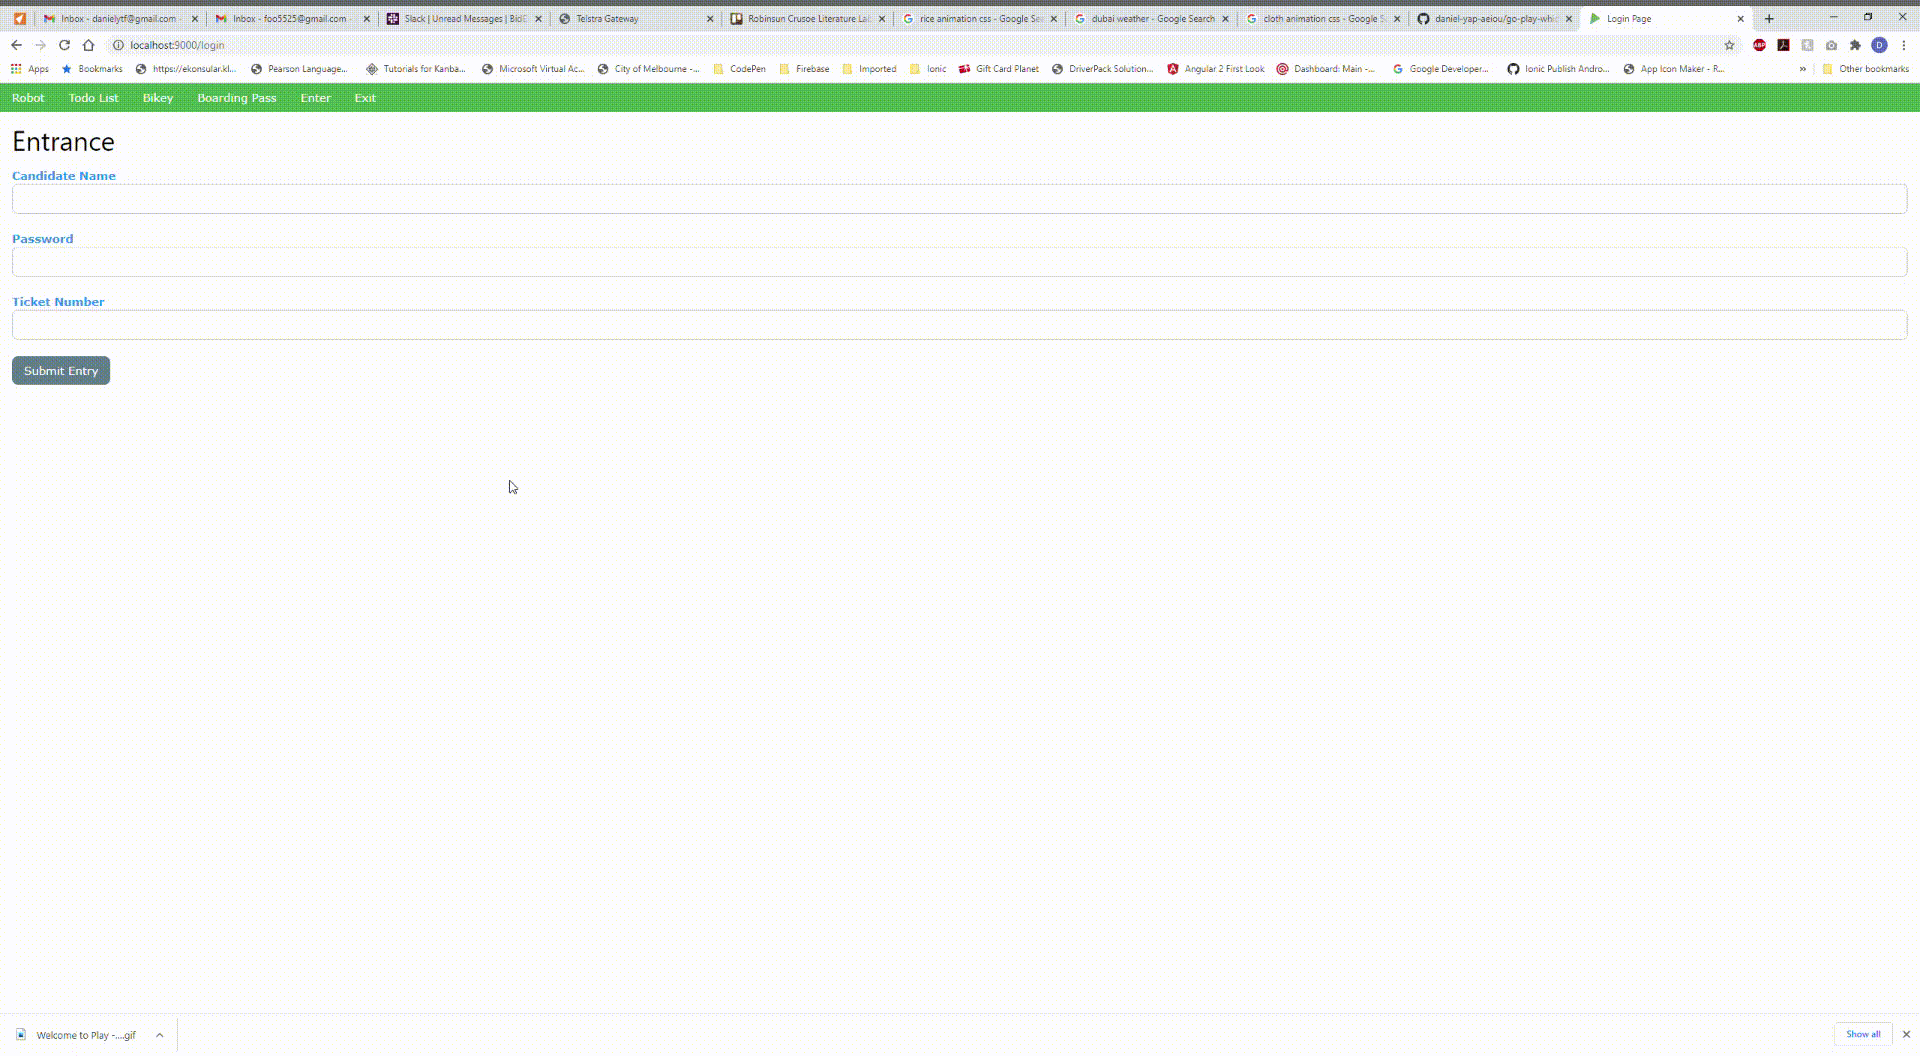 Inbox - danielytf@gmail.com - Inbox - foo5525@gmail.com - Slack | Unread Messages | BidE Telstra Gateway Robinsun Crusoe Literature La rice animation css - Google Se dubai weather - Google Search cloth animation css - Google S daniel-yap-aeiou/go-play-whi Login Page
localhost:9000/login
Apps Bookmarks https://ekonsular.kl... Pearson Language... Tutorials for Kanba... Microsoft Virtual Ac... City of Melbourne -... CodePen Firebase Imported Ionic Gift Card Planet DriverPack Solution... Angular 2 First Look Dashboard: Main -... Google Developer... Ionic Publish Andro... App Icon Maker - R... » Other bookmarks
Robot Todo List Bikey Boarding Pass Enter Exit
Entrance
Candidate Name
Password
Ticket Number
Submit Entry
Welcome to Play -....gif Show all